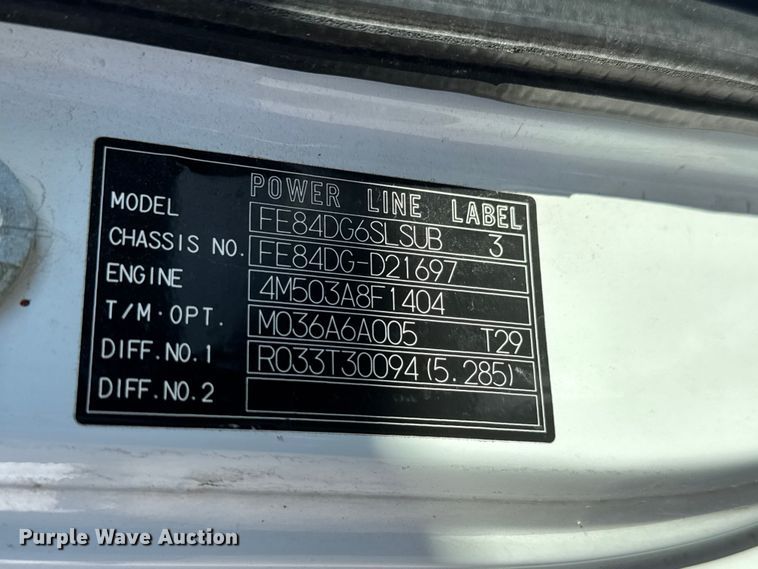 POWER LINE LABEL
MODEL FE84DG6SLSUB 3
CHASSIS NO. FE84DG-D21697
ENGINE 4M503A8F1404
T/M·OPT. M036A6A005 T29
DIFF.NO.1 R033T30094(5.285)
DIFF.NO.2
Purple Wave Auction